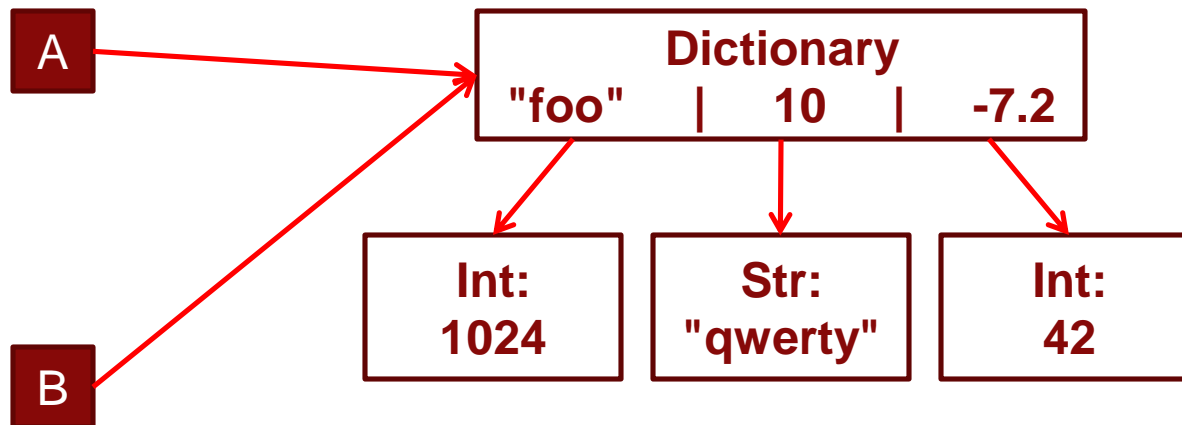 A
Dictionary
"foo" | 10 | -7.2
Int:
1024
Str:
"qwerty"
Int:
42
B